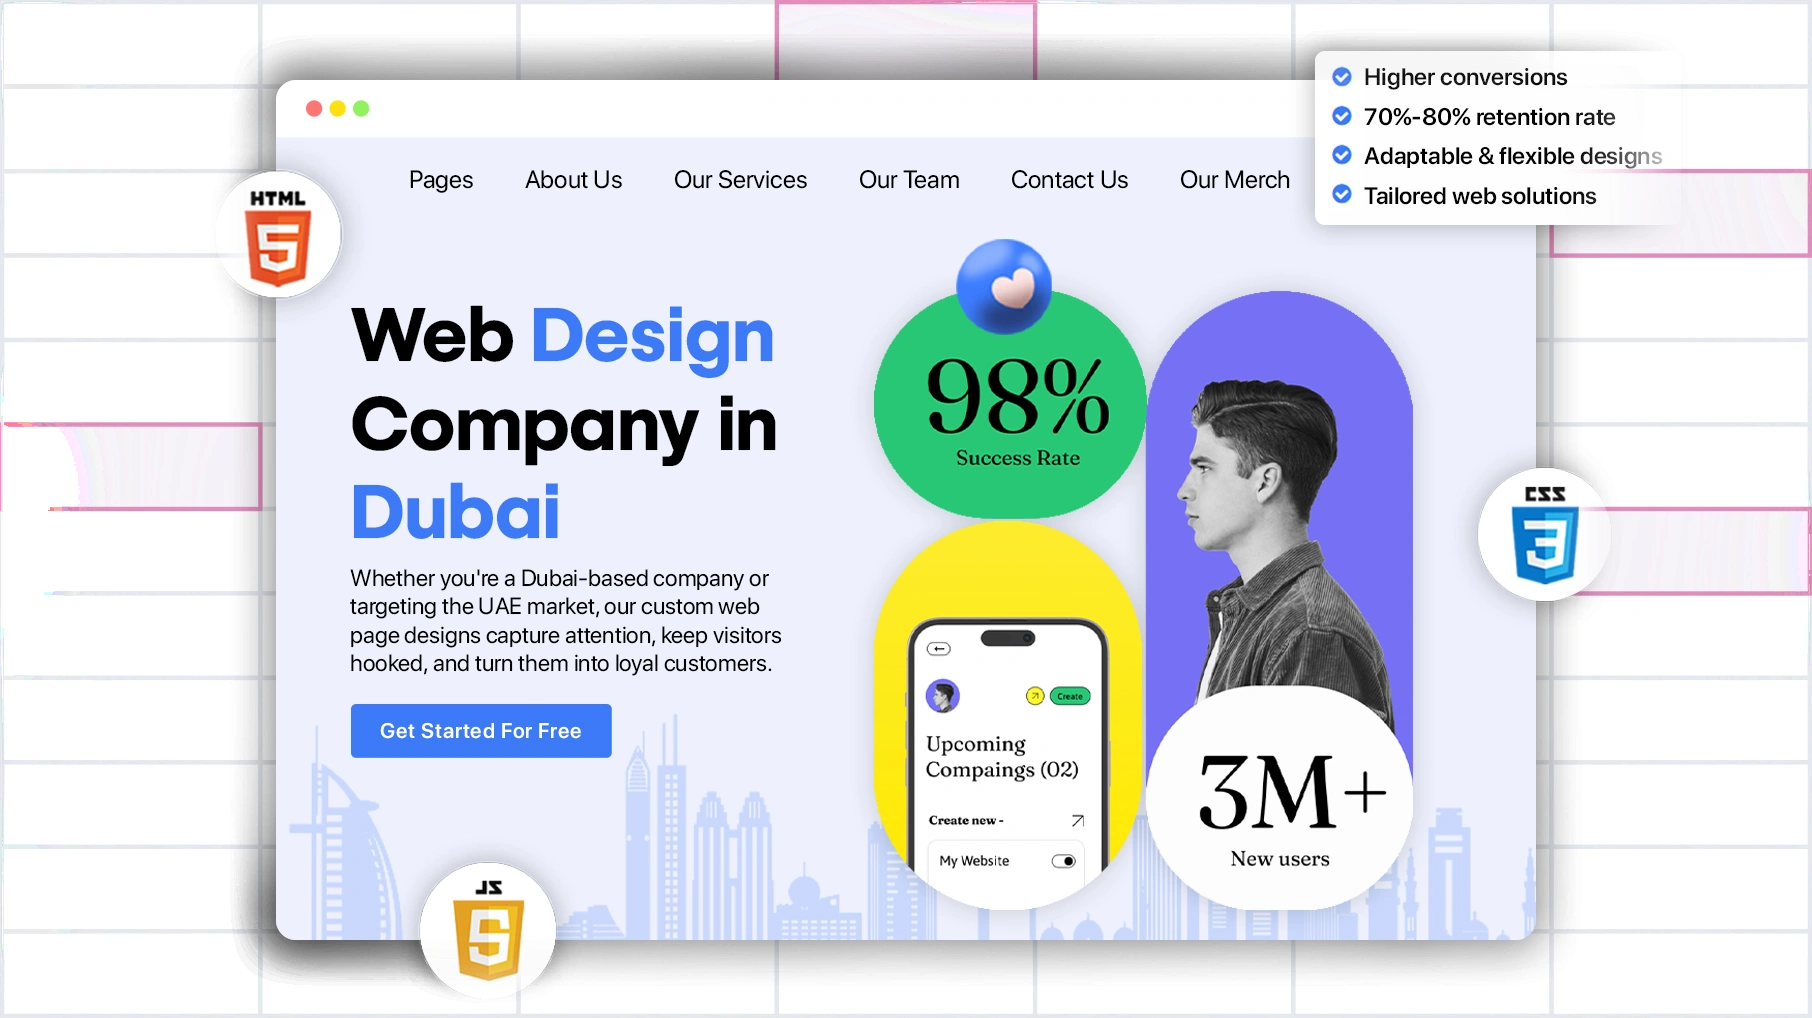 Higher conversions
70%-80% retention rate
Adaptable & flexible designs
Tailored web solutions
Pages About Us Our Services Our Team Contact Us Our Merch
HTML
5
Web Design
Company in
Dubai
Whether you're a Dubai-based company or
targeting the UAE market, our custom web
page designs capture attention, keep visitors
hooked, and turn them into loyal customers.
Get Started For Free
98%
Success Rate
Create
Upcoming
Compaings (02)
Create new -
My Website
3M+
New users
CSS
3
JS